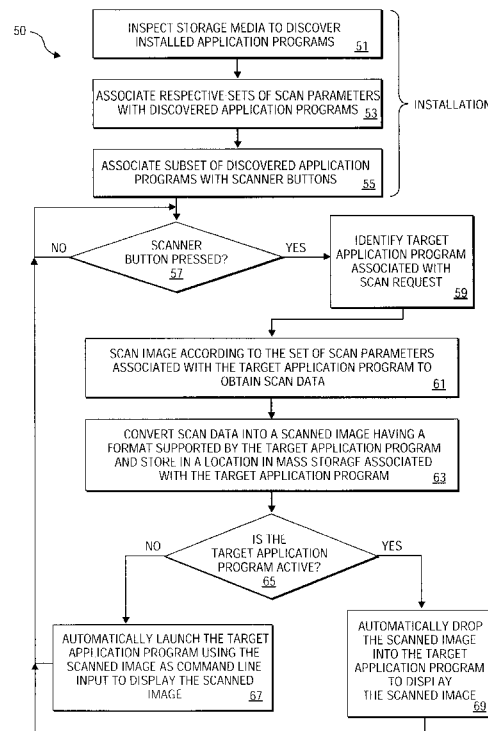 50
INSPECT STORAGE MEDIA TO DISCOVER
INSTALLED APPLICATION PROGRAMS 51
ASSOCIATE RESPECTIVE SETS OF SCAN PARAMETERS
WITH DISCOVERED APPLICATION PROGRAMS 53
INSTALLATION
ASSOCIATE SUBSET OF DISCOVERED APPLICATION
PROGRAMS WITH SCANNER BUTTONS 55
NO
SCANNER
BUTTON PRESSED?
57
YES
IDENTIFY TARGET
APPLICATION PROGRAM
ASSOCIATED WITH
SCAN REQUEST
59
SCAN IMAGE ACCORDING TO THE SET OF SCAN PARAMETERS
ASSOCIATED WITH THE TARGET APPLICATION PROGRAM TO
OBTAIN SCAN DATA
61
CONVERT SCAN DATA INTO A SCANNED IMAGE HAVING A
FORMAT SUPPORTED BY THE TARGET APPLICATION PROGRAM
AND STORE IN A LOCATION IN MASS STORAGE ASSOCIATED
WITH THE TARGET APPLICATION PROGRAM 63
NO
IS THE
TARGET APPLICATION
PROGRAM ACTIVE?
65
YES
AUTOMATICALLY LAUNCH THE TARGET
APPLICATION PROGRAM USING THE
SCANNED IMAGE AS COMMAND LINE
INPUT TO DISPLAY THE SCANNED
IMAGE 67
AUTOMATICALLY DROP
THE SCANNED IMAGE
INTO THE TARGET
APPLICATION PROGRAM
TO DISPLAY
THE SCANNED IMAGE 69